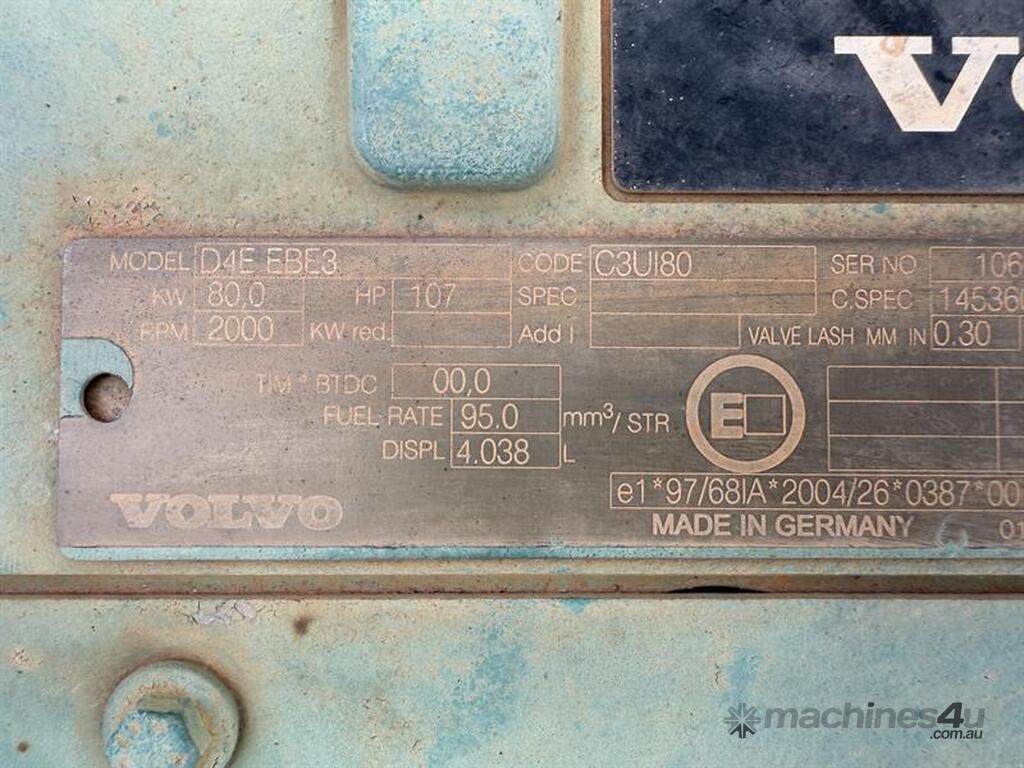 VO
MODEL D4E EBE3 CODE C3UI80 SER NO 106
KW 80,0 HP 107 SPEC C.SPEC 14536
RPM 2000 KW red. Add I VALVE LASH MM IN 0.30
TIM ° BTDC 00,0
FUEL RATE 95.0 mm³/ STR
DISPL 4.038 L
E
e1*97/68IA*2004/26*0387*00
VOLVO
MADE IN GERMANY 01
machines4u
.com.au